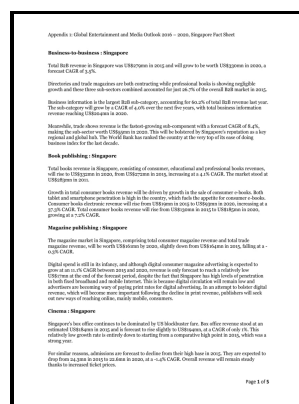 Appendix 1: Global Entertainment and Media Outlook 2016 – 2020, Singapore Fact Sheet
Business-to-business : Singapore
Total B2B revenue in Singapore was US$279mn in 2015 and will grow to be worth US$330mn in 2020, a
forecast CAGR of 3.5%.
Directories and trade magazines are both contracting while professional books is showing negligible
growth and these three sub-sectors combined accounted for just 26.7% of the overall B2B market in 2015.
Business information is the largest B2B sub-category, accounting for 60.2% of total B2B revenue last year.
The sub-category will grow by a CAGR of 4.0% over the next five years, with total business information
revenue reaching US$204mn in 2020.
Meanwhile, trade shows revenue is the fastest-growing sub-component with a forecast CAGR of 8.4%,
making the sub-sector worth US$55mn in 2020. This will be bolstered by Singapore's reputation as a key
regional and global hub. The World Bank has ranked the country at the very top of its ease of doing
business index for the last decade.
Book publishing : Singapore
Total books revenue in Singapore, consisting of consumer, educational and professional books revenues,
will rise to US$332mn in 2020, from US$272mn in 2015, increasing at a 4.1% CAGR. The market stood at
US$285mn in 2011.
Growth in total consumer books revenue will be driven by growth in the sale of consumer e-books. Both
tablet and smartphone penetration is high in the country, which fuels the appetite for consumer e-books.
Consumer books electronic revenue will rise from US$19mn in 2015 to US$95mn in 2020, increasing at a
37.5% CAGR. Total consumer books revenue will rise from US$130mn in 2015 to US$185mn in 2020,
growing at a 7.2% CAGR.
Magazine publishing : Singapore
The magazine market in Singapore, comprising total consumer magazine revenue and total trade
magazine revenue, will be worth US$161mn by 2020, slightly down from US$164mn in 2015, falling at a -
0.3% CAGR.
Digital spend is still in its infancy, and although digital consumer magazine advertising is expected to
grow at an 11.1% CAGR between 2015 and 2020, revenue is only forecast to reach a relatively low
US$17mn at the end of the forecast period, despite the fact that Singapore has high levels of penetration
in both fixed broadband and mobile Internet. This is because digital circulation will remain low and
advertisers are becoming wary of paying print rates for digital advertising. In an attempt to bolster digital
revenue, which will become more important following the decline in print revenue, publishers will seek
out new ways of reaching online, mainly mobile, consumers.
Cinema : Singapore
Singapore's box office continues to be dominated by US blockbuster fare. Box office revenue stood at an
estimated US$184mn in 2015 and is forecast to rise slightly to US$194mn, at a CAGR of only 1%. This
relatively low growth rate is entirely down to starting from a comparative high point in 2015, which was a
strong year.
For similar reasons, admissions are forecast to decline from their high base in 2015. They are expected to
drop from 24.3mn in 2015 to 22.6mn in 2020, at a -1.4% CAGR. Overall revenue will remain steady
thanks to increased ticket prices.
Page 1 of 5